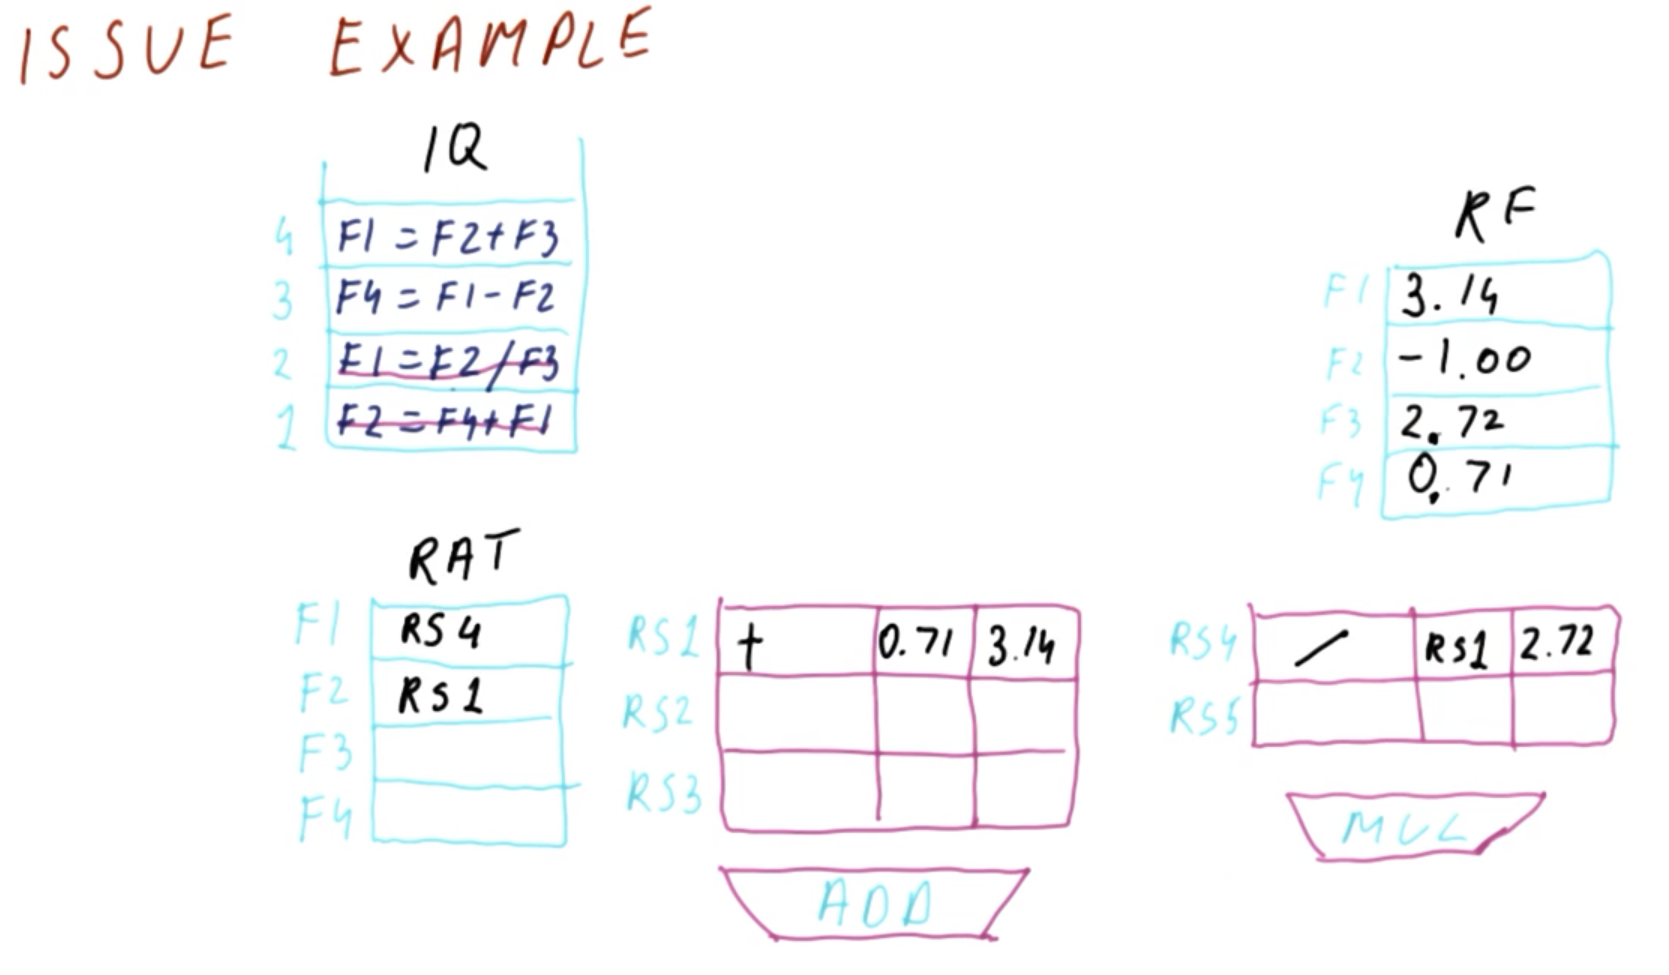 ISSUE EXAMPLE
IQ
4 F1 = F2 + F3
3 F4 = F1 - F2
2 F1 = F2 / F3
1 F2 = F4 + F1
RF
F1 3.14
F2 -1.00
F3 2.72
F4 0.71
RAT
F1 RS4
F2 RS1
F3
F4
RS1 + 0.71 3.14
RS2
RS3
ADD
RS4 / RS1 2.72
RS5
MUL